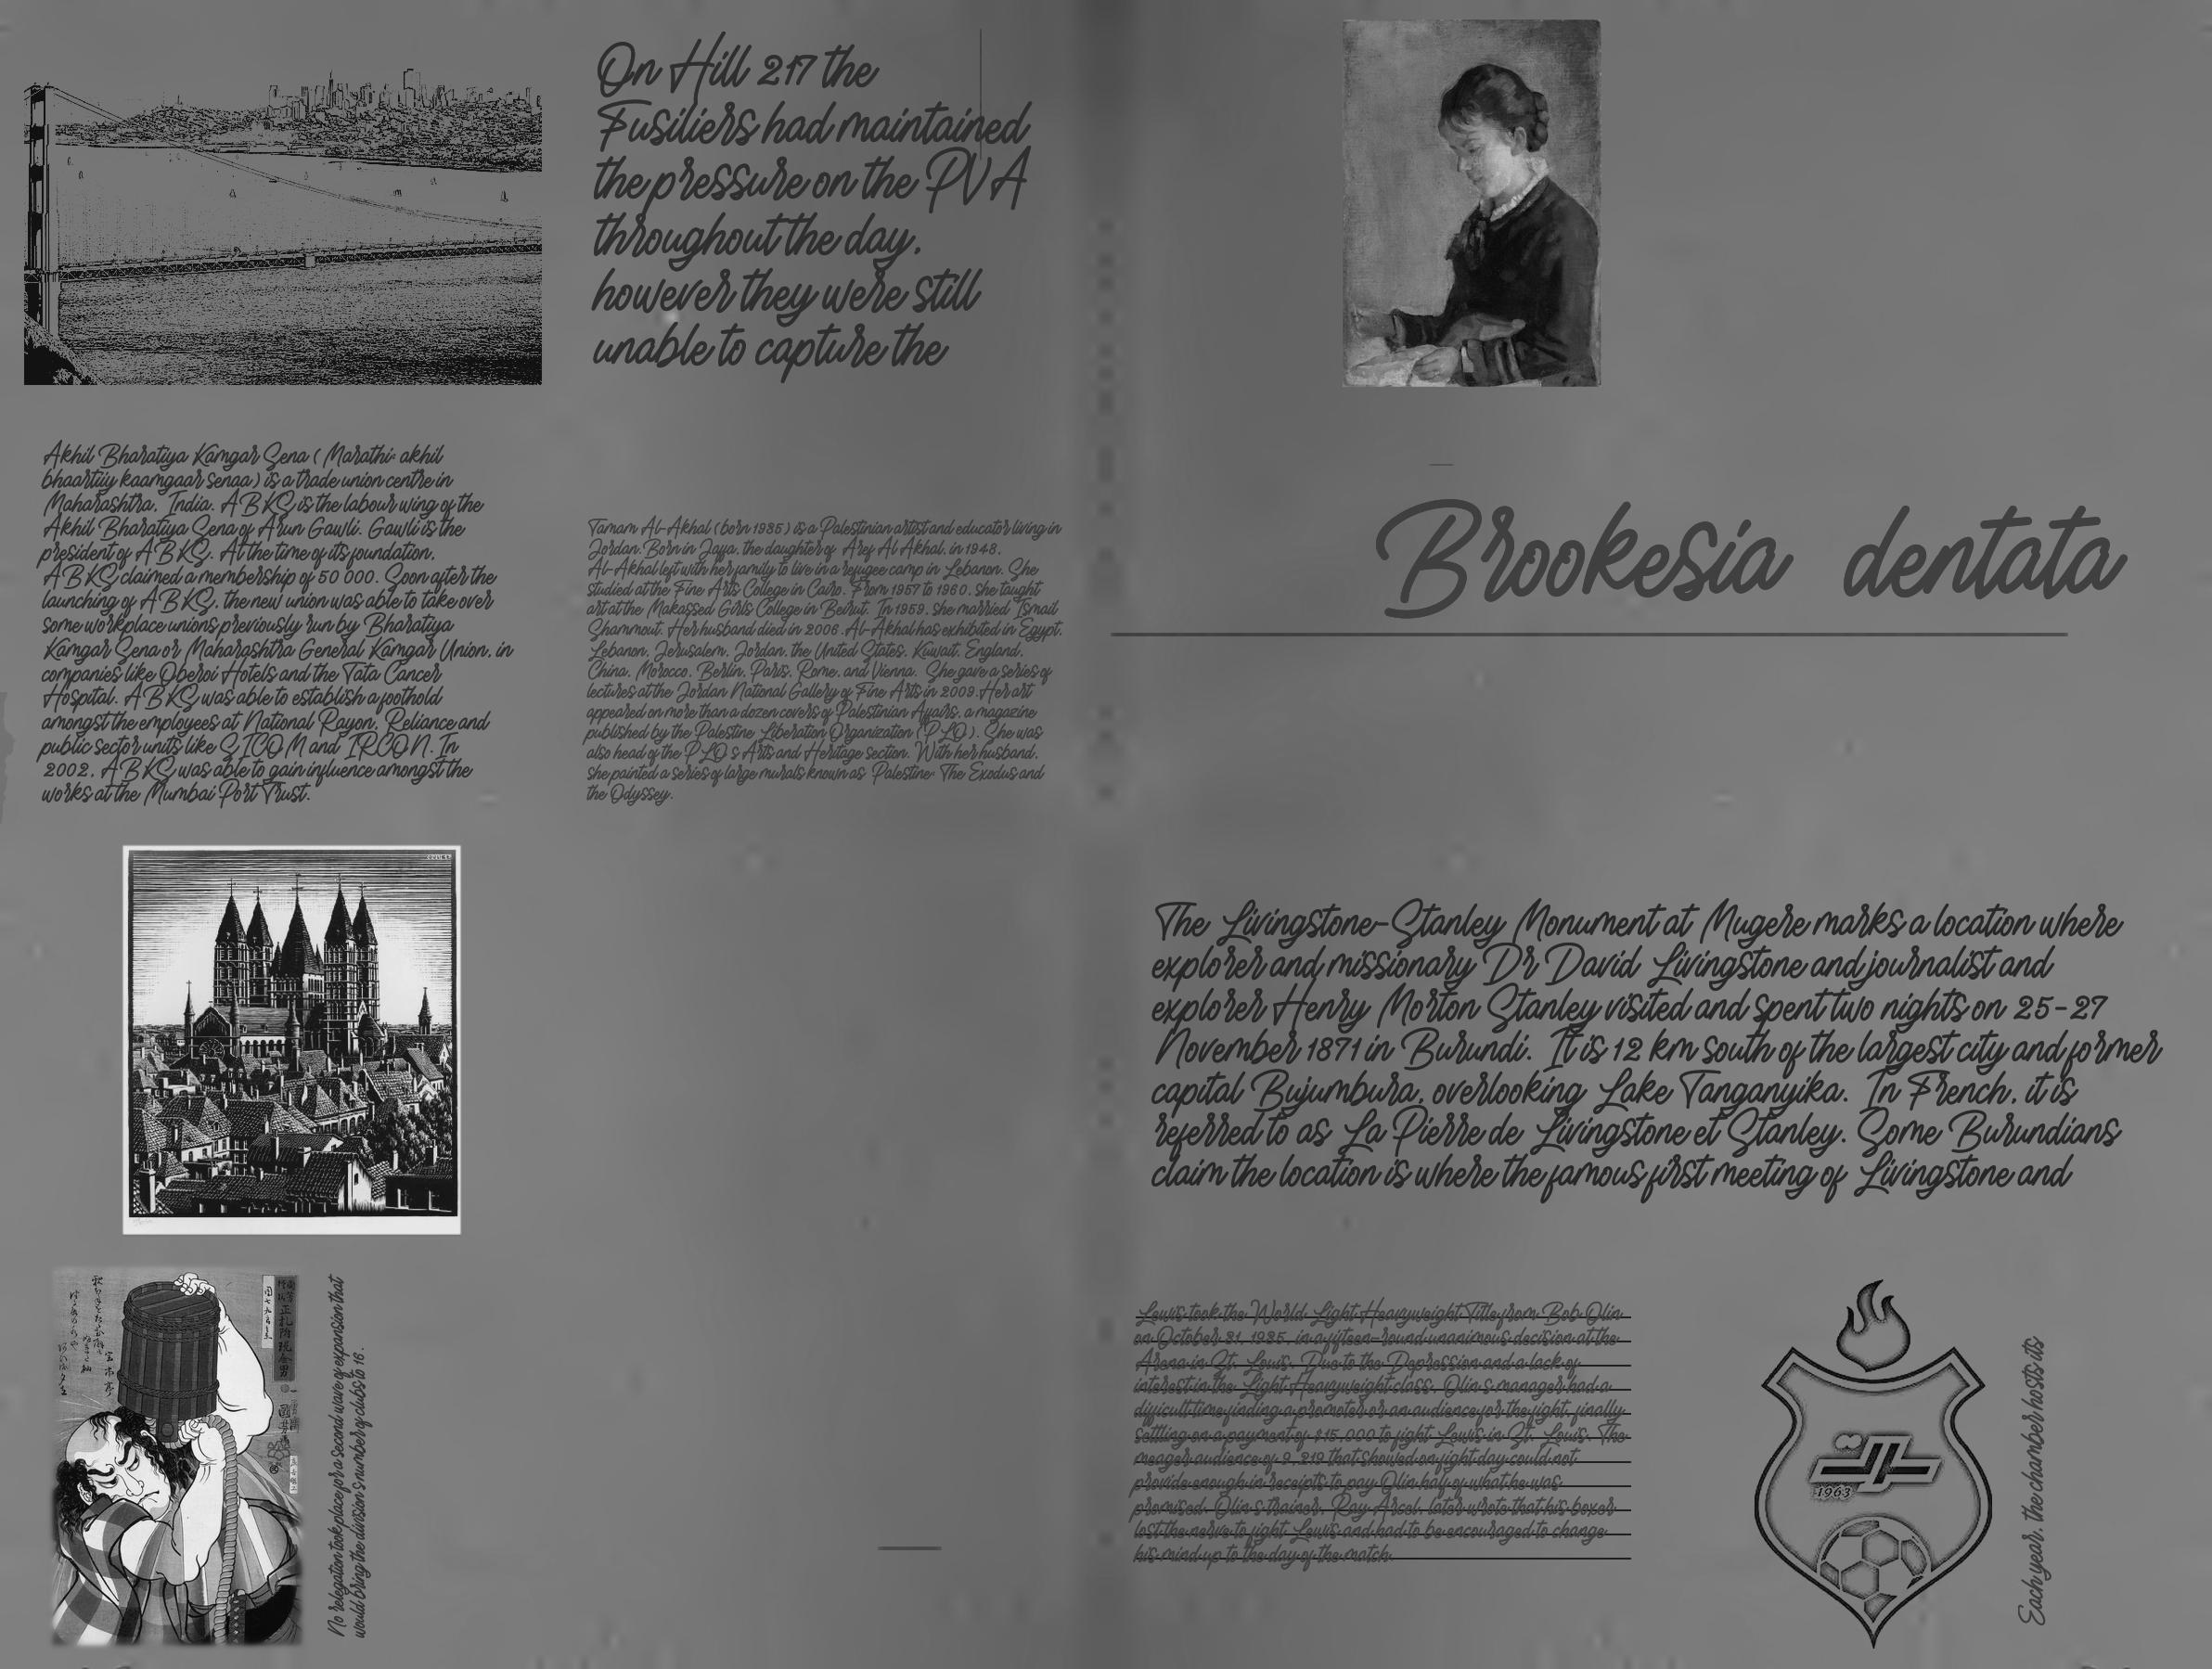 On Hill 217 the
Fusiliers had maintained
the pressure on the PVA
throughout the day,
however they were still
unable to capture the
Akhil Bharatiya Kamgar Sena (Marathi: akhil
bhaartiiy kaamgaar senaa) is a trade union centre in
Maharashtra, India. ABKS is the labour wing of the
Akhil Bharatiya Sena of Arun Gawli. Gawli is the
president of ABKS. At the time of its foundation,
ABKS claimed a membership of 50 000. Soon after the
launching of ABKS, the new union was able to take over
some workplace unions previously run by Bharatiya
Kamgar Sena or Maharashtra General Kamgar Union, in
companies like Oberoi Hotels and the Tata Cancer
Hospital. ABKS was able to establish a foothold
amongst the employees at National Rayon, Reliance and
public sector units like SICOM and IRCON. In
2002, ABKS was able to gain influence amongst the
works at the Mumbai Port Trust.
Tamam Al-Akhal (born 1935) is a Palestinian artist and educator living in
Jordan. Born in Jaffa, the daughter of Aref Al Akhal, in 1948,
Al-Akhal left with her family to live in a refugee camp in Lebanon. She
studied at the Fine Arts College in Cairo. From 1957 to 1960, she taught
art at the Makassed Girls College in Beirut. In 1959, she married Ismail
Shammout. Her husband died in 2006. Al-Akhal has exhibited in Egypt,
Lebanon, Jerusalem, Jordan, the United States, Kuwait, England,
China, Morocco, Berlin, Paris, Rome, and Vienna. She gave a series of
lectures at the Jordan National Gallery of Fine Arts in 2009. Her art
appeared on more than a dozen covers of Palestinian Affairs, a magazine
published by the Palestine Liberation Organization (PLO). She was
also head of the PLO s Arts and Heritage section. With her husband,
she painted a series of large murals known as Palestine: The Exodus and
the Odyssey.
No relegation took place for a second wave of expansion that
would bring the division s number of clubs to 16.
Brookesia dentata
The Livingstone-Stanley Monument at Mugere marks a location where
explorer and missionary Dr David Livingstone and journalist and
explorer Henry Morton Stanley visited and spent two nights on 25-27
November 1871 in Burundi. It is 12 km south of the largest city and former
capital Bujumbura, overlooking Lake Tanganyika. In French, it is
referred to as La Pierre de Livingstone et Stanley. Some Burundians
claim the location is where the famous first meeting of Livingstone and
Lewis took the World Light Heavyweight Title from Bob Olin
on October 31, 1935, in a fifteen-round unanimous decision at the
Arena in St. Louis. Due to the Depression and a lack of
interest in the Light Heavyweight class, Olin s manager had a
difficult time finding a promoter or an audience for the fight, finally
settling on a payment of $15,000 to fight Lewis in St. Louis. The
meager audience of 9,219 that showed on fight day could not
provide enough in receipts to pay Olin half of what he was
promised. Olin s trainer, Ray Arcel, later wrote that his boxer
lost the nerve to fight Lewis and had to be encouraged to change
his mind up to the day of the match.
1963
Each year, the chamber hosts its